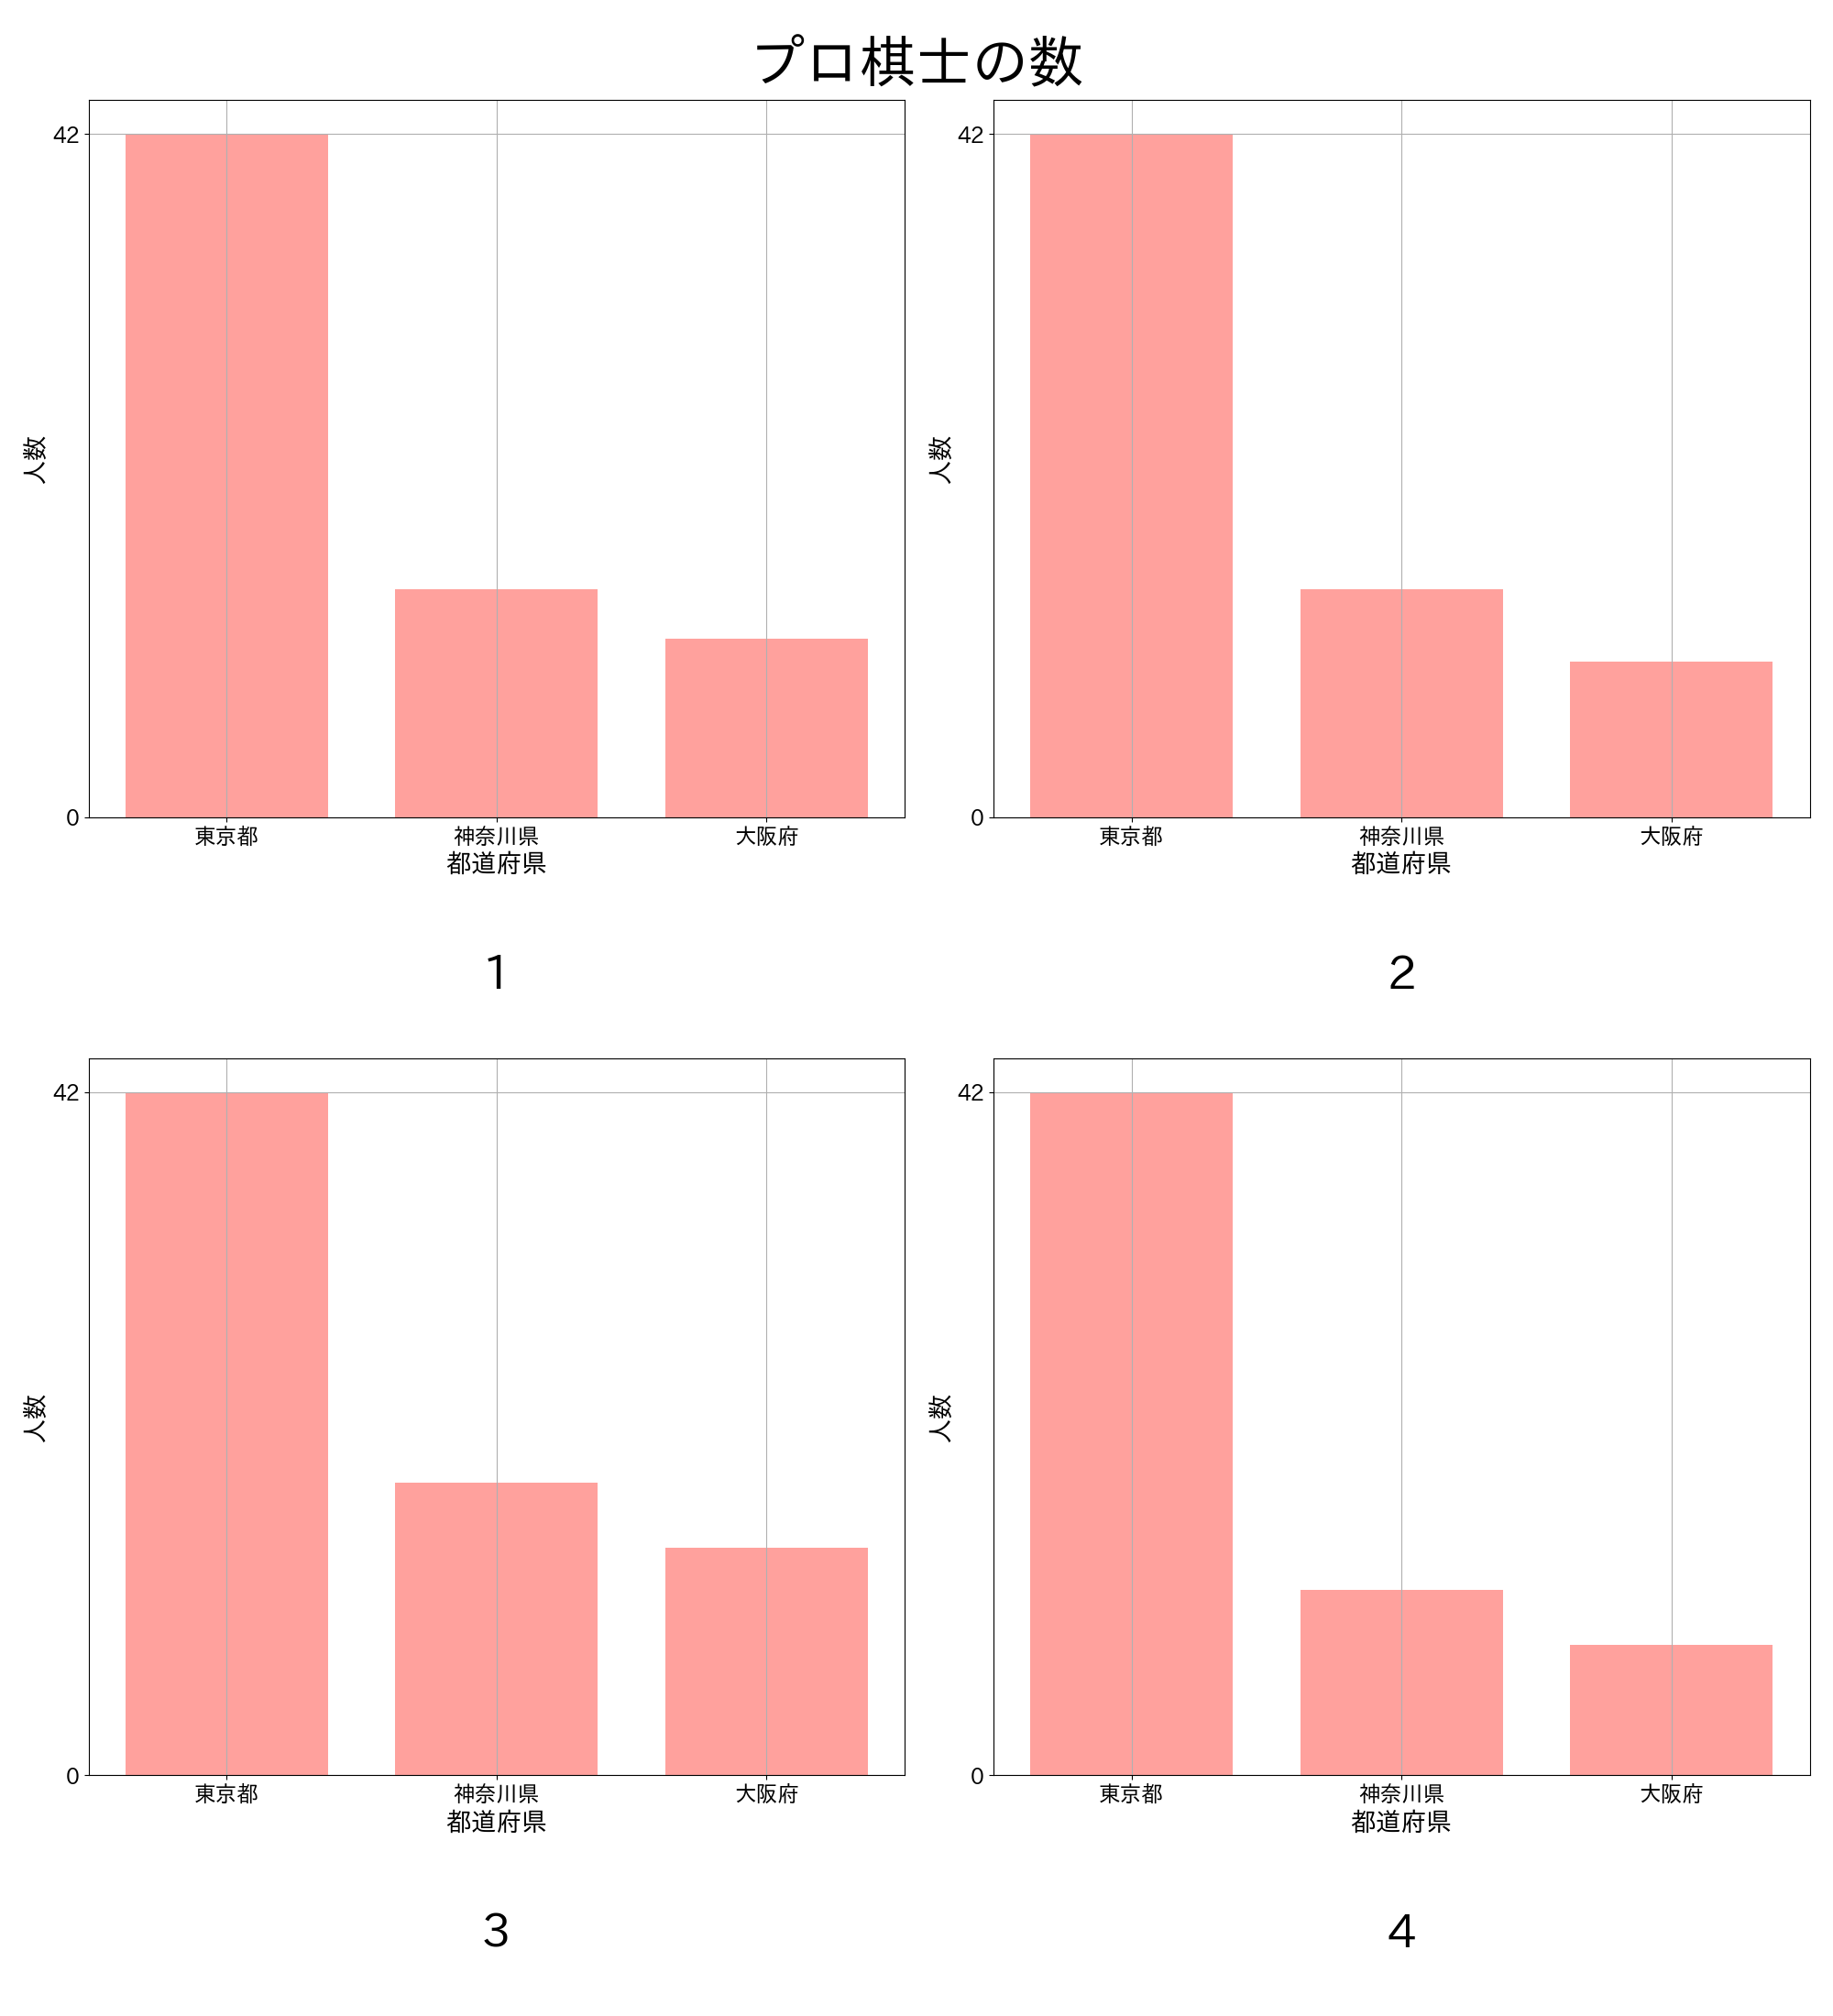 プロ棋士の数
42
0
人数
東京都 神奈川県 大阪府
都道府県
1
42
0
人数
東京都 神奈川県 大阪府
都道府県
2
42
0
人数
東京都 神奈川県 大阪府
都道府県
3
42
0
人数
東京都 神奈川県 大阪府
都道府県
4